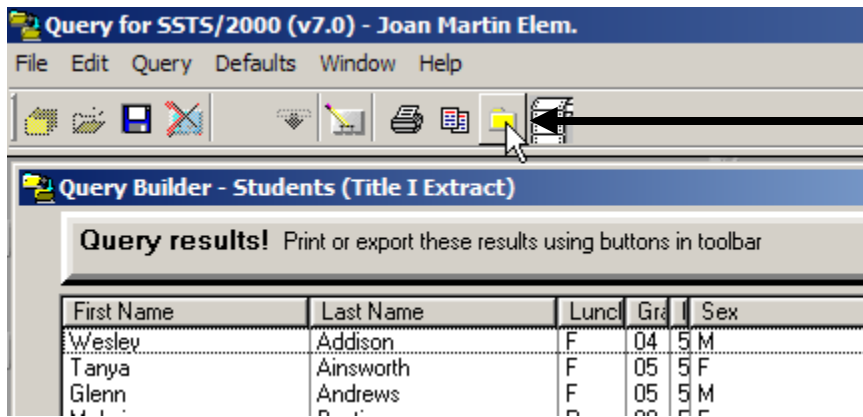 Query for SSTS/2000 (v7.0) - Joan Martin Elem.
File Edit Query Defaults Window Help
Query Builder - Students (Title I Extract)
Query results! Print or export these results using buttons in toolbar
First Name Last Name Sex
Wesley Addison F 04 5 M
Tanya Ainsworth F 05 5 F
Glenn Andrews F 05 5 M